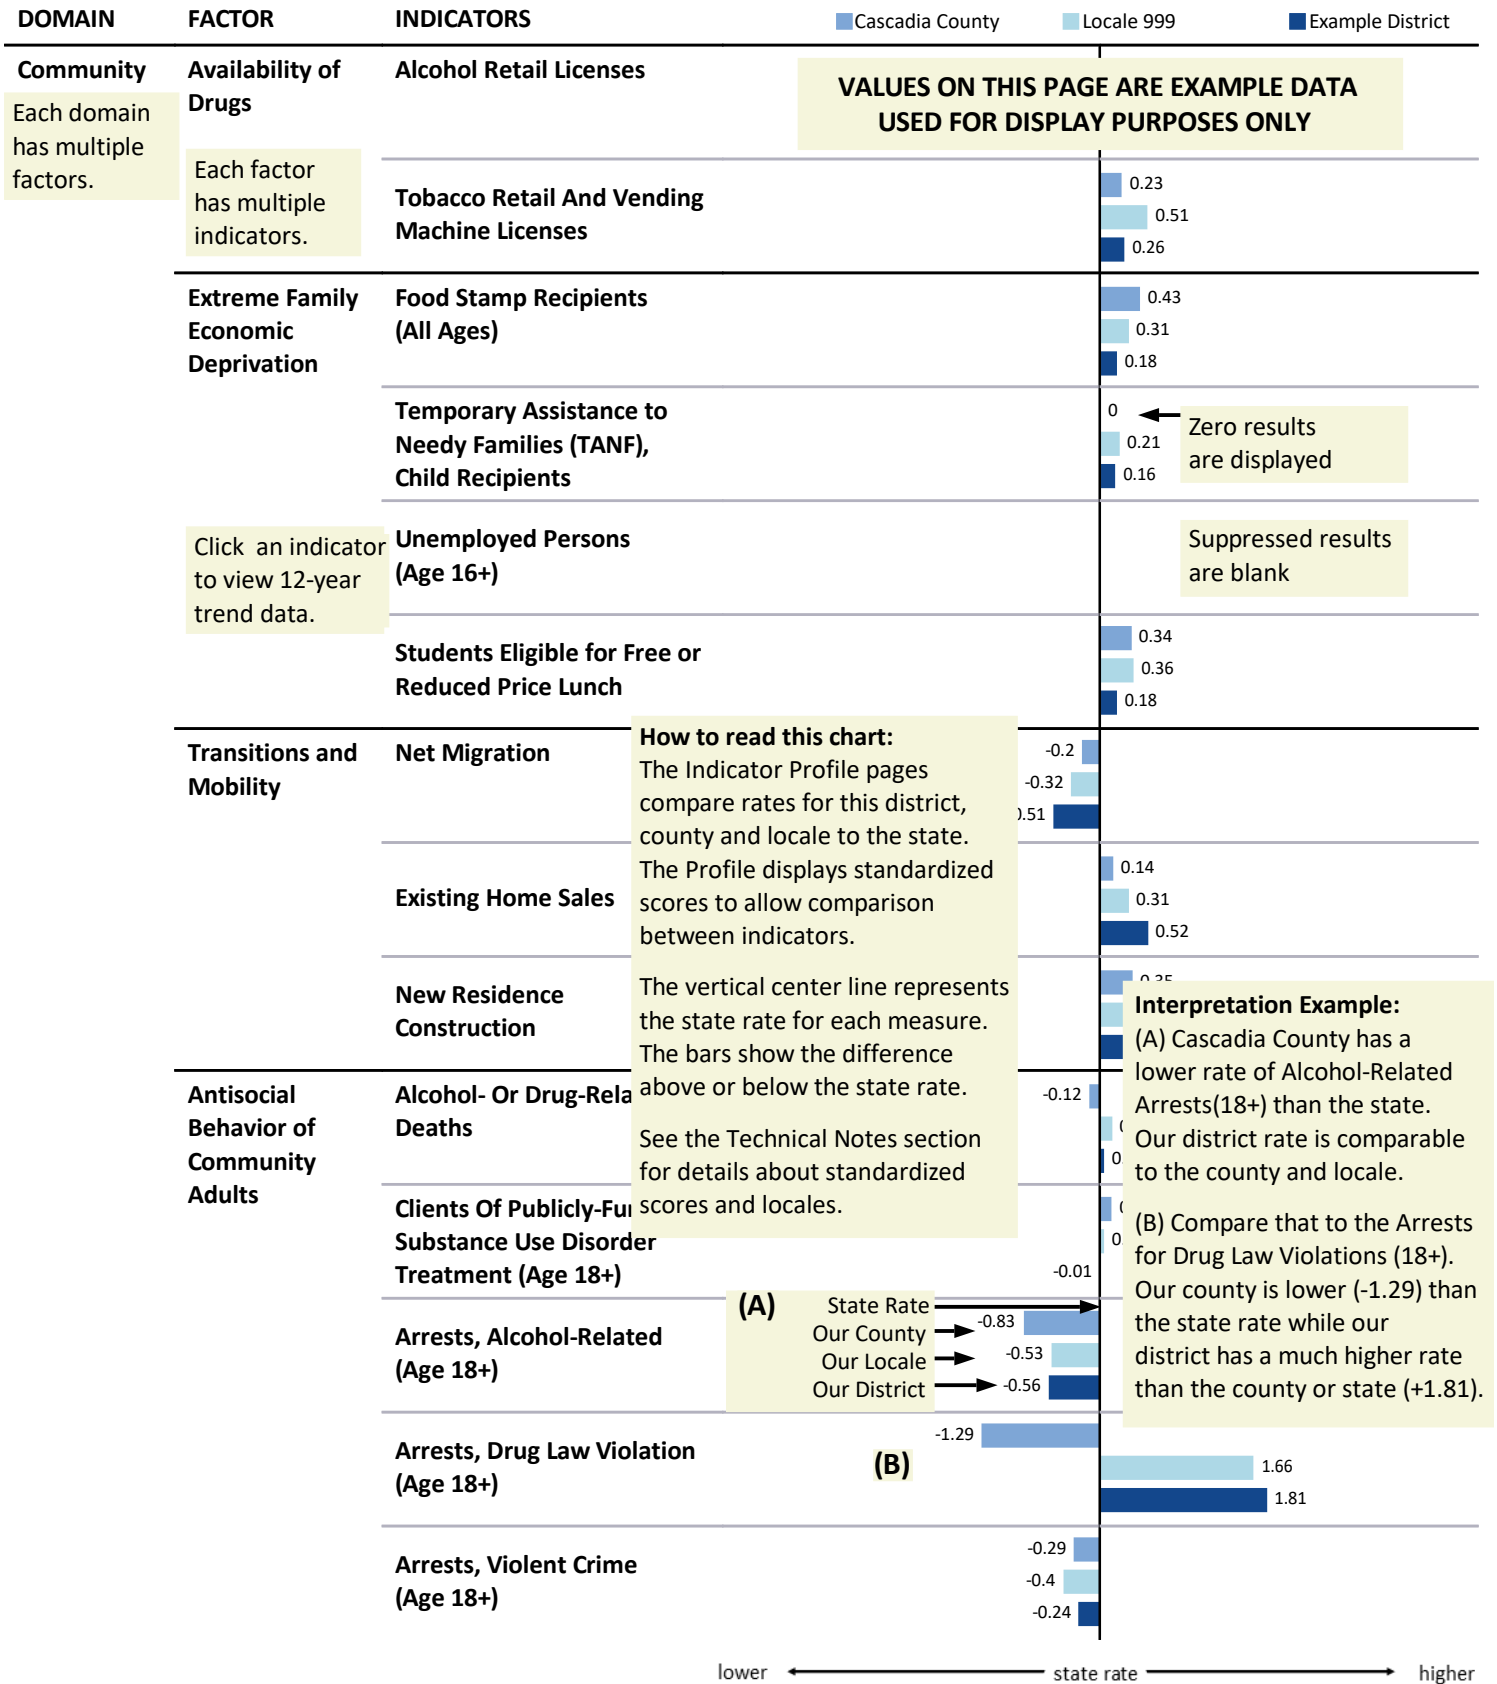 DOMAIN FACTOR INDICATORS Cascadia County Locale 999 Example District
Community
Each domain
has multiple
factors.
Availability of
Drugs
Each factor
has multiple
indicators.
Alcohol Retail Licenses
VALUES ON THIS PAGE ARE EXAMPLE DATA
USED FOR DISPLAY PURPOSES ONLY
Tobacco Retail And Vending
Machine Licenses
0.23
0.51
0.26
Extreme Family
Economic
Deprivation
Food Stamp Recipients
(All Ages)
0.43
0.31
0.18
Temporary Assistance to
Needy Families (TANF),
Child Recipients
0
0.21
0.16
Zero results
are displayed
Click an indicator
to view 12-year
trend data.
Unemployed Persons
(Age 16+)
Suppressed results
are blank
Students Eligible for Free or
Reduced Price Lunch
0.34
0.36
0.18
Transitions and
Mobility
Net Migration
-0.2
-0.32
.51
How to read this chart:
The Indicator Profile pages
compare rates for this district,
county and locale to the state.
The Profile displays standardized
scores to allow comparison
between indicators.
The vertical center line represents
the state rate for each measure.
The bars show the difference
above or below the state rate.
See the Technical Notes section
for details about standardized
scores and locales.
Existing Home Sales
0.14
0.31
0.52
New Residence
Construction
Interpretation Example:
(A) Cascadia County has a
lower rate of Alcohol-Related
Arrests(18+) than the state.
Our district rate is comparable
to the county and locale.
(B) Compare that to the Arrests
for Drug Law Violations (18+).
Our county is lower (-1.29) than
the state rate while our
district has a much higher rate
than the county or state (+1.81).
Antisocial
Behavior of
Community
Adults
Alcohol- Or Drug-Rela
Deaths
-0.12
Clients Of Publicly-Fu
Substance Use Disorder
Treatment (Age 18+)
-0.01
Arrests, Alcohol-Related
(Age 18+)
(A) State Rate
Our County -0.83
Our Locale -0.53
Our District -0.56
Arrests, Drug Law Violation
(Age 18+)
(B)
-1.29
1.66
1.81
Arrests, Violent Crime
(Age 18+)
-0.29
-0.4
-0.24
lower state rate higher